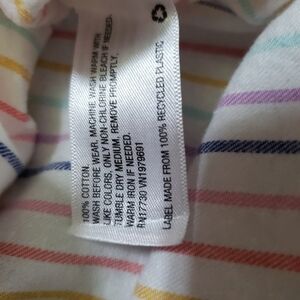 100% COTTON.
WASH BEFORE WEAR. MACHINE WASH WARM WITH
LIKE COLORS. ONLY NON-CHLORINE BLEACH IF NEEDED.
TUMBLE DRY MEDIUM. REMOVE PROMPTLY.
WARM IRON IF NEEDED.
RN17730 VN1979691
LABEL MADE FROM 100% RECYCLED PLASTIC